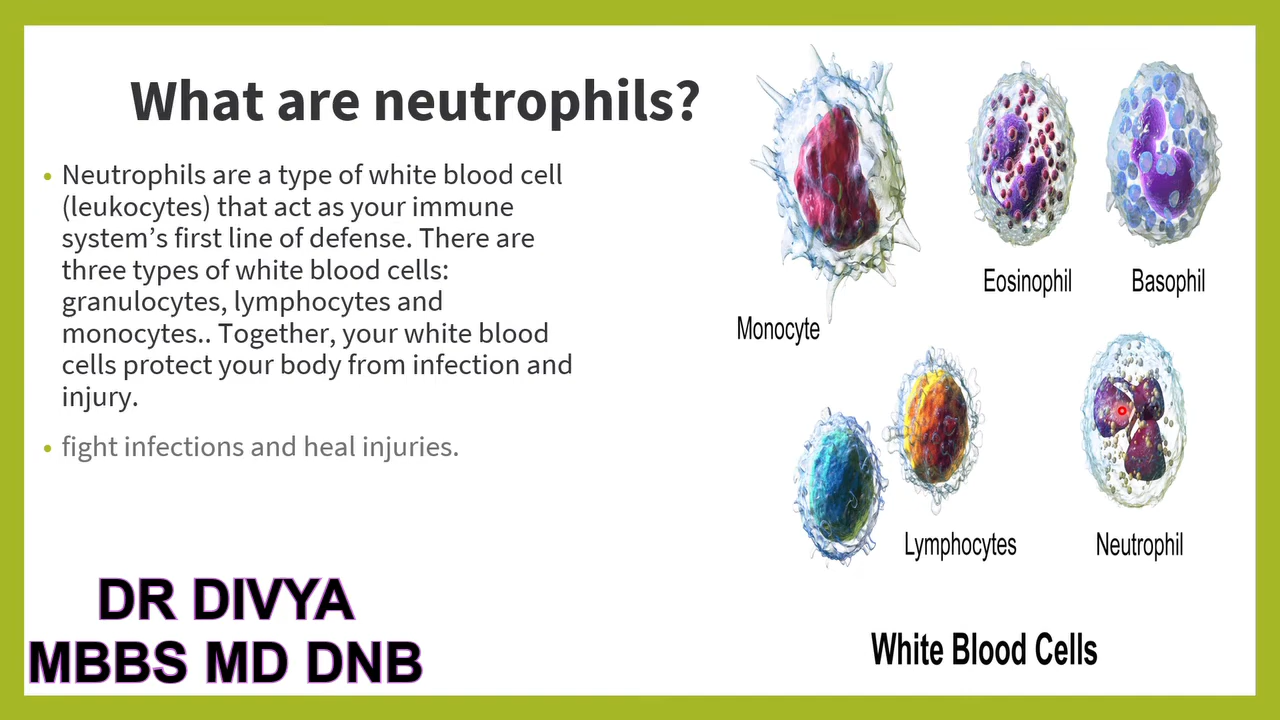 What are neutrophils?
• Neutrophils are a type of white blood cell
(leukocytes) that act as your immune
system’s first line of defense. There are
three types of white blood cells:
granulocytes, lymphocytes and
monocytes.. Together, your white blood
cells protect your body from infection and
injury.
• fight infections and heal injuries.
DR DIVYA
MBBS MD DNB
Monocyte
Eosinophil
Basophil
Lymphocytes
Neutrophil
White Blood Cells